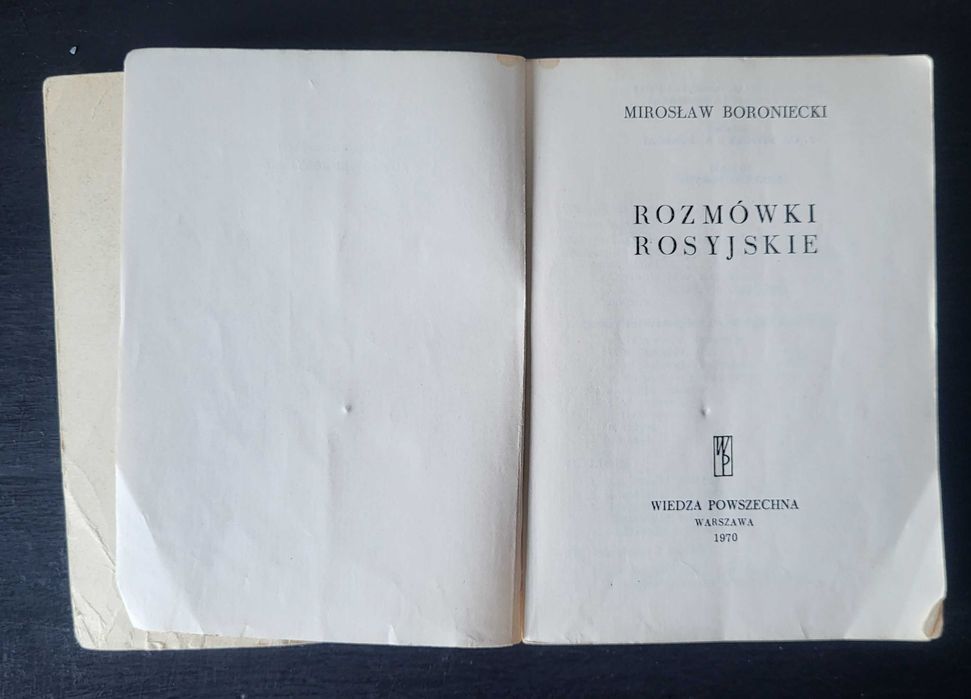 MIROSŁAW BORONIECKI
ROZMÓWKI
ROSYJSKIE
WP
WIEDZA POWSZECHNA
WARSZAWA
1970